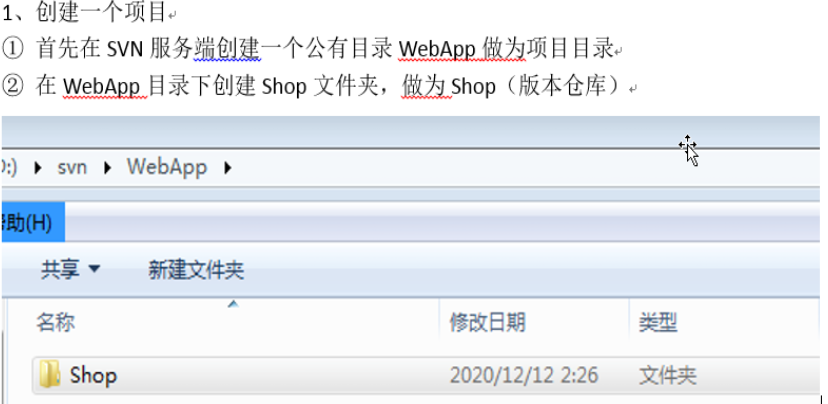 1、创建一个项目
① 首先在 SVN 服务端创建一个公有目录 WebApp 做为项目目录
② 在 WebApp 目录下创建 Shop 文件夹，做为 Shop（版本仓库）
:) ▸ svn ▸ WebApp ▸
助(H)
共享 新建文件夹
名称 修改日期 类型
Shop 2020/12/12 2:26 文件夹